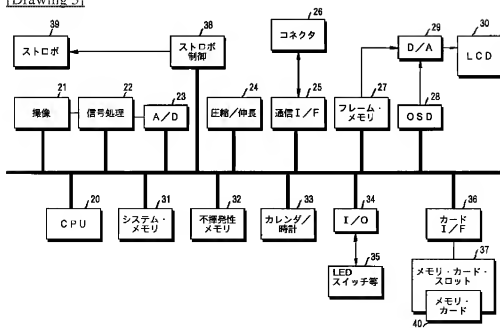 [Drawing 3]
39
ストロボ
38
ストロボ
制御
26
コネクタ
29
D/A
30
LCD
21
撮像
22
信号処理
23
A/D
24
圧縮/伸長
25
通信I/F
27
フレーム・
メモリ
28
OSD
20
CPU
31
システム・
メモリ
32
不揮発性
メモリ
33
カレンダ/
時計
34
I/O
36
カード
I/F
35
LED
スイッチ等
37
メモリ・カード・
スロット
メモリ・
カード
40